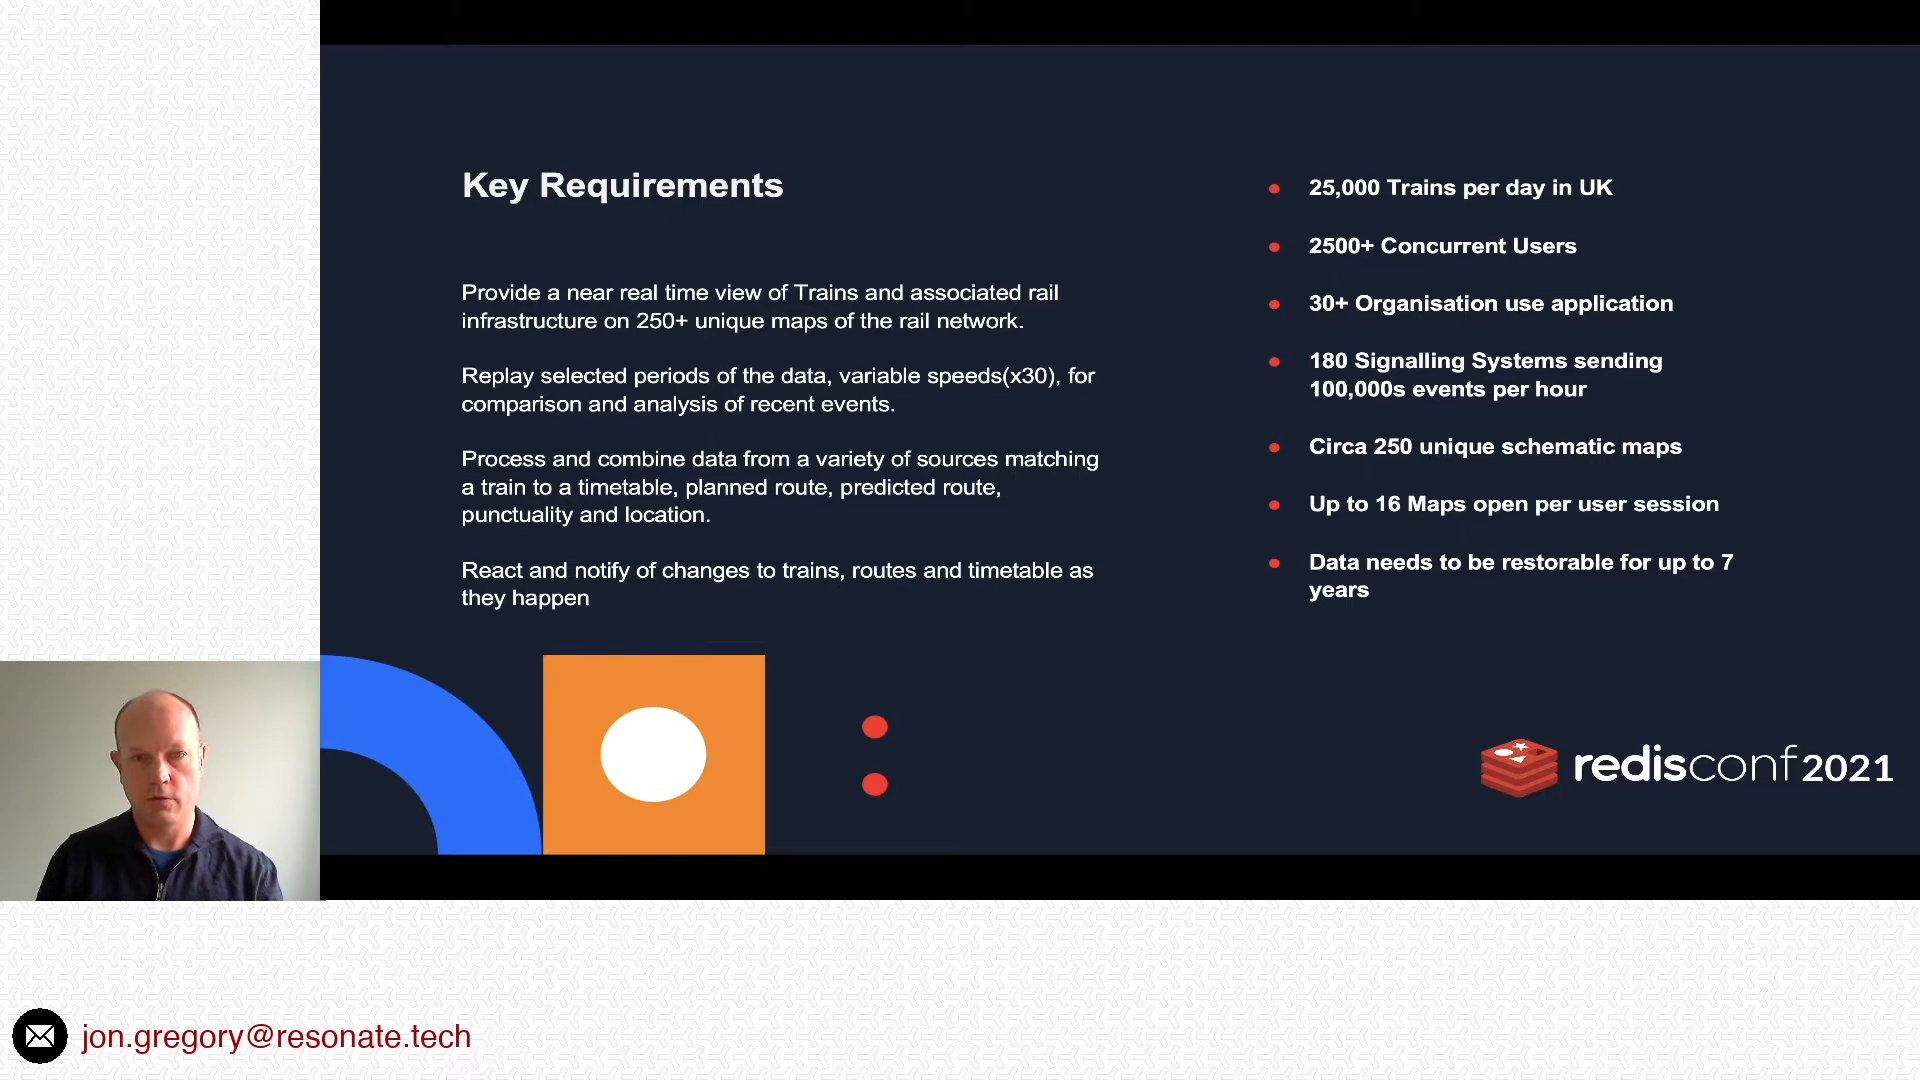 Key Requirements
Provide a near real time view of Trains and associated rail
infrastructure on 250+ unique maps of the rail network.
Replay selected periods of the data, variable speeds(x30), for
comparison and analysis of recent events.
Process and combine data from a variety of sources matching
a train to a timetable, planned route, predicted route,
punctuality and location.
React and notify of changes to trains, routes and timetable as
they happen
25,000 Trains per day in UK
2500+ Concurrent Users
30+ Organisation use application
180 Signalling Systems sending
100,000s events per hour
Circa 250 unique schematic maps
Up to 16 Maps open per user session
Data needs to be restorable for up to 7
years
redisconf2021
jon.gregory@resonate.tech